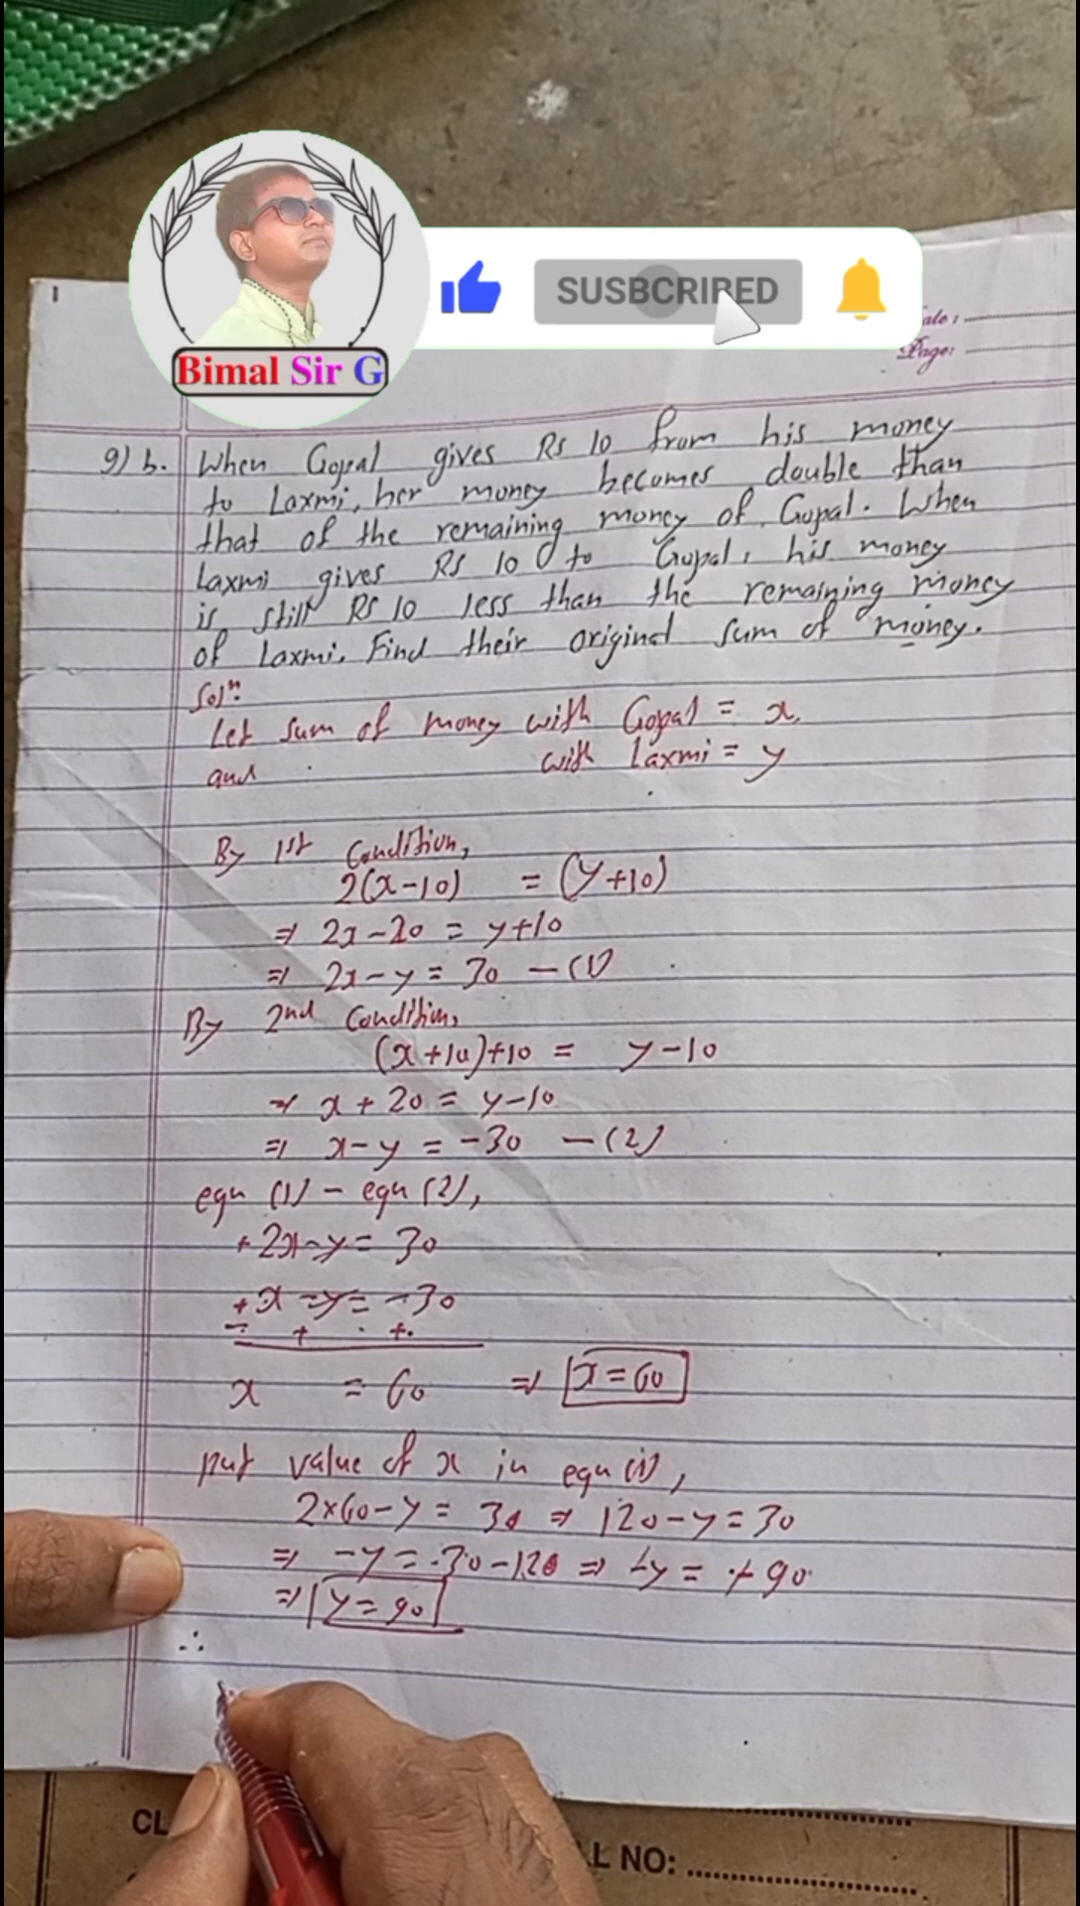 Bimal Sir G
SUSBCRIBED
ate :
Page:
9) b. When Gopal gives Rs 10 from his money
to Laxmi, her money becomes double than
that of the remaining money of Gopal. When
Laxmi gives Rs 10 to Gopal, his money
is still Rs 10 less than the remaining money
of Laxmi. Find their original sum of money.
Solⁿ:
Let sum of money with Gopal = x,
and with Laxmi = y
By 1st Condition,
2(x-10) = (y+10)
⇒ 2x-20 = y+10
⇒ 2x-y = 30 -(1)
By 2nd Condition,
(x+10)+10 = y-10
⇒ x+20 = y-10
⇒ x-y = -30 -(2)
eqn (1) - eqn (2),
+2x-y = 30
+x-y = -30
- + +
x = 60 ⇒ x=60
put value of x in eqn (1),
2×60-y = 30 ⇒ 120-y=30
⇒ -y = 30-120 ⇒ -y = -90
⇒ y=90
∴
CL
L NO: